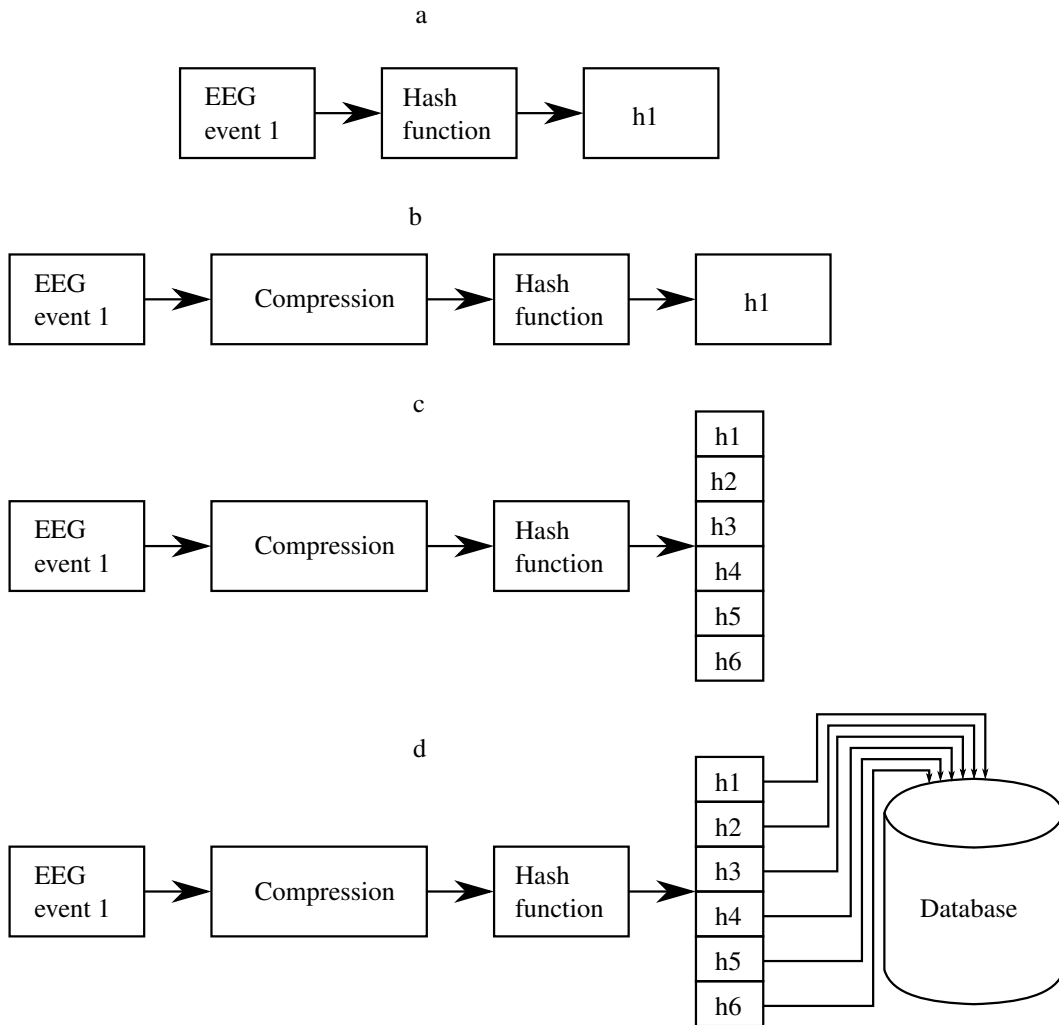 a
EEG
event 1
Hash
function
h1
b
EEG
event 1
Compression
Hash
function
h1
c
EEG
event 1
Compression
Hash
function
h1
h2
h3
h4
h5
h6
d
EEG
event 1
Compression
Hash
function
h1
h2
h3
h4
h5
h6
Database